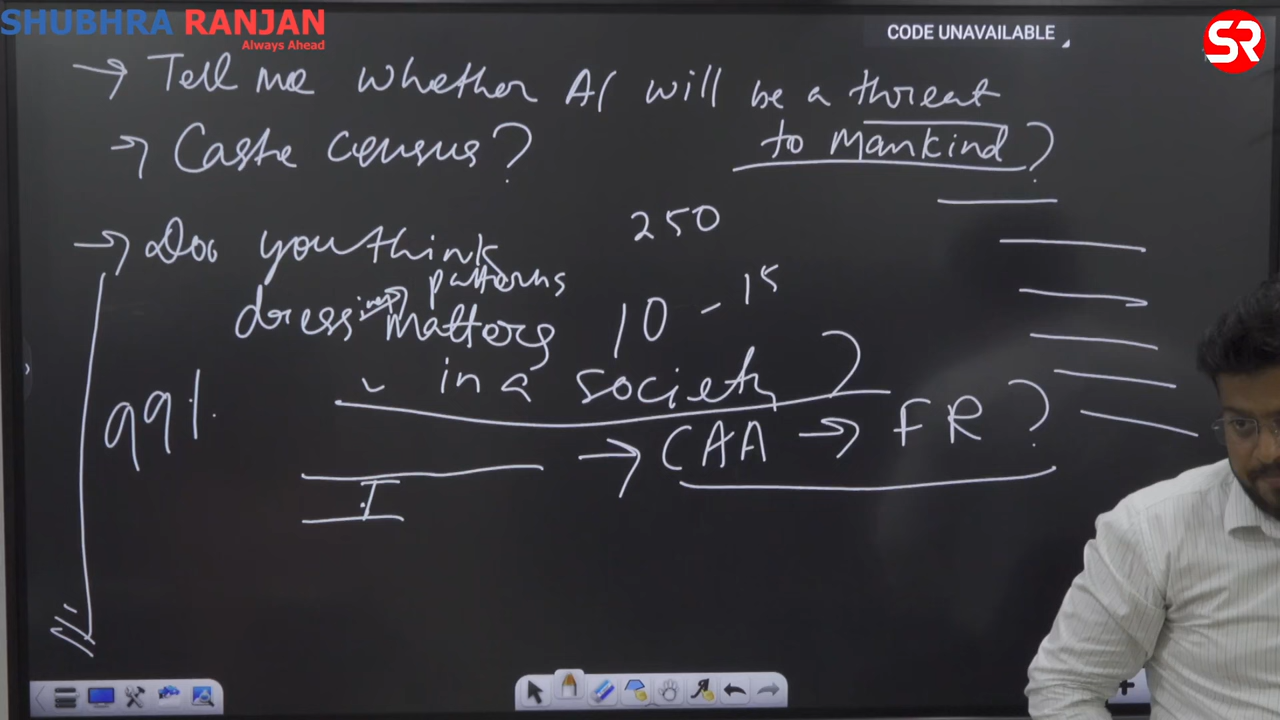 SHUBHRA RANJAN
Always Ahead
CODE UNAVAILABLE
SR
→ Tell me whether AI will be a threat
to Mankind?
→ Caste census?
→ Do you think
dressing patterns
matters
in a society?
250
10 - 15
99%.
→ CAA → FR?
I